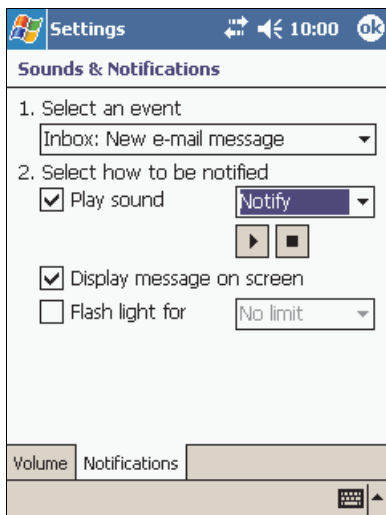 Settings 10:00 ok
Sounds & Notifications
1. Select an event
Inbox: New e-mail message
2. Select how to be notified
Play sound Notify
Display message on screen
Flash light for No limit
Volume Notifications